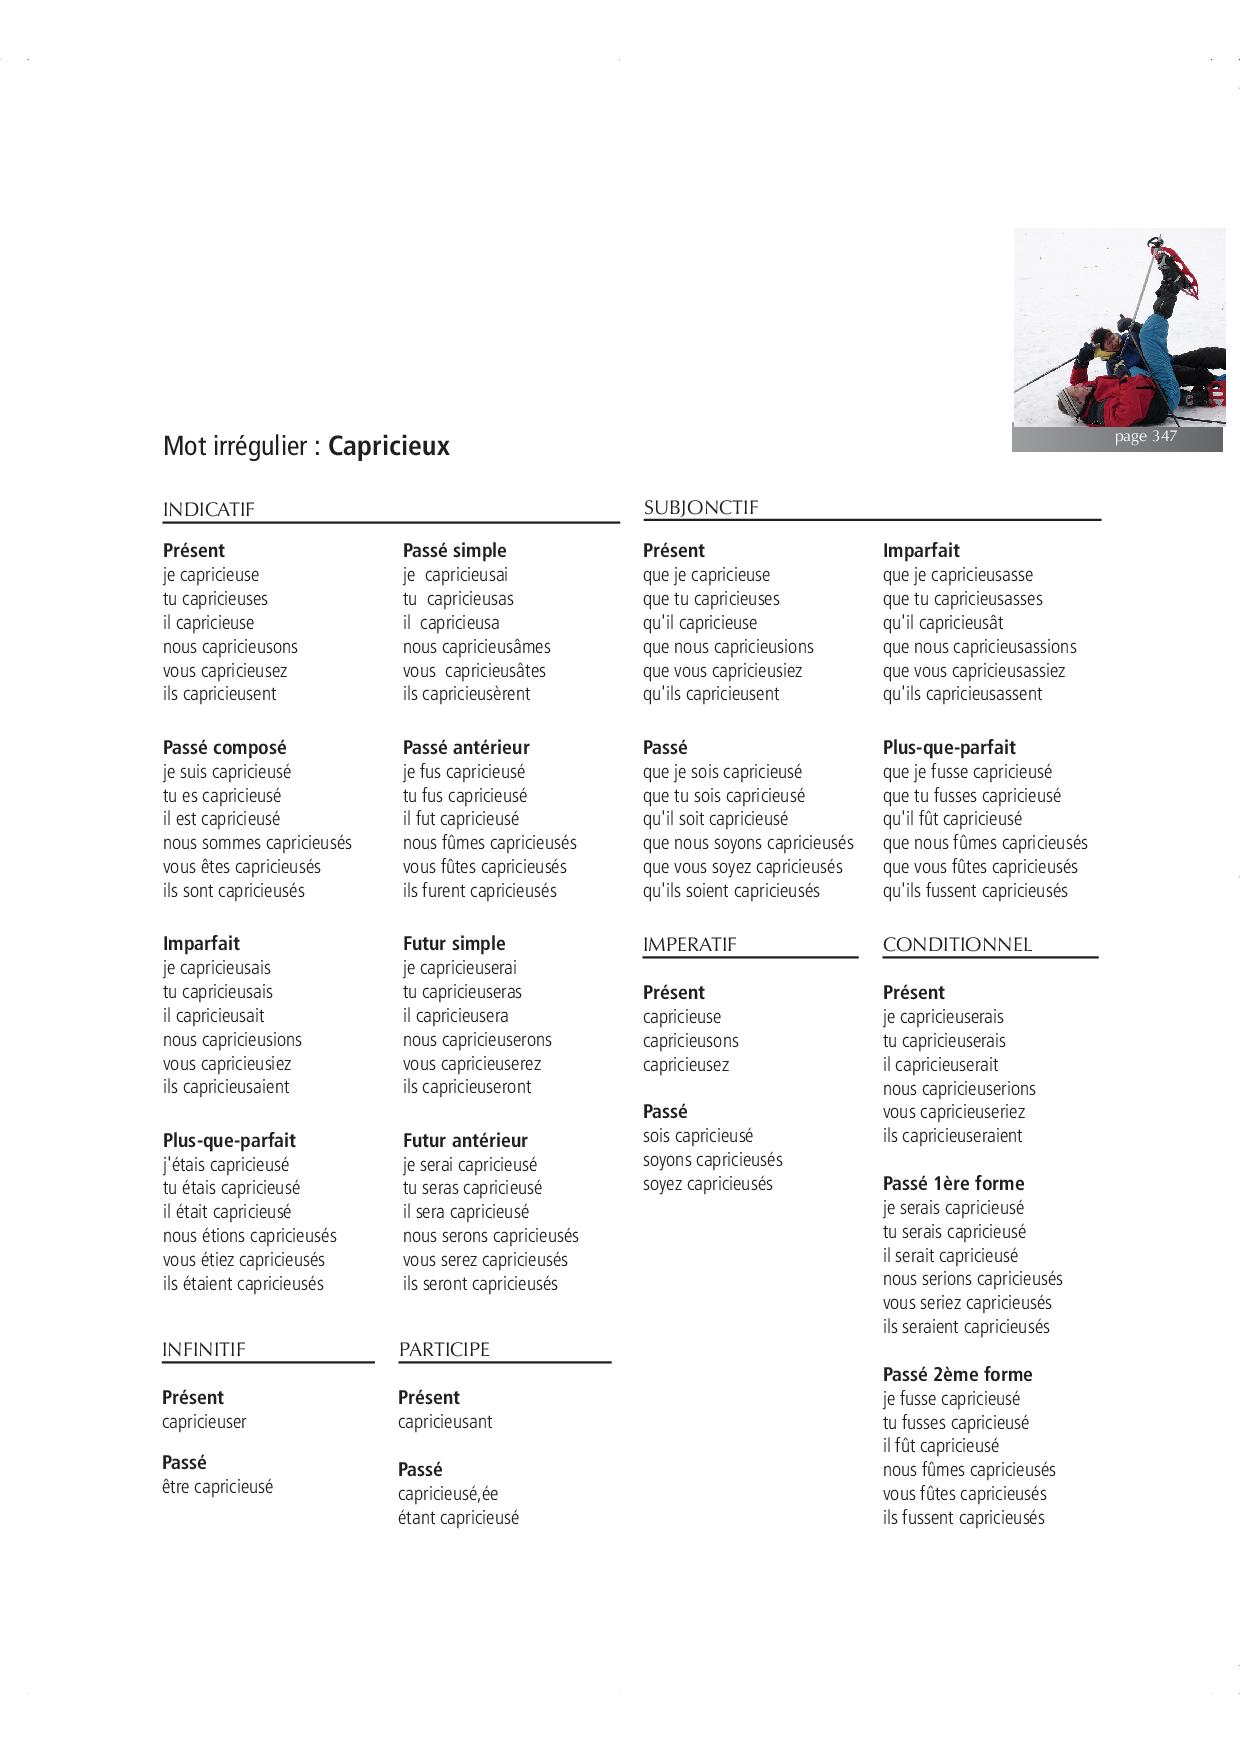 page 347
Mot irrégulier : Capricieux
INDICATIF
Présent
je capricieuse
tu capricieuses
il capricieuse
nous capricieusons
vous capricieusez
ils capricieusent
Passé composé
je suis capricieusé
tu es capricieusé
il est capricieusé
nous sommes capricieusés
vous êtes capricieusés
ils sont capricieusés
Imparfait
je capricieusais
tu capricieusais
il capricieusait
nous capricieusions
vous capricieusiez
ils capricieusaient
Plus-que-parfait
j'étais capricieusé
tu étais capricieusé
il était capricieusé
nous étions capricieusés
vous étiez capricieusés
ils étaient capricieusés
Passé simple
je capricieusai
tu capricieusas
il capricieusa
nous capricieusâmes
vous capricieusâtes
ils capricieusèrent
Passé antérieur
je fus capricieusé
tu fus capricieusé
il fut capricieusé
nous fûmes capricieusés
vous fûtes capricieusés
ils furent capricieusés
Futur simple
je capricieuserai
tu capricieuseras
il capricieusera
nous capricieuserons
vous capricieuserez
ils capricieuseront
Futur antérieur
je serai capricieusé
tu seras capricieusé
il sera capricieusé
nous serons capricieusés
vous serez capricieusés
ils seront capricieusés
SUBJONCTIF
Présent
que je capricieuse
que tu capricieuses
qu'il capricieuse
que nous capricieusions
que vous capricieusiez
qu'ils capricieusent
Passé
que je sois capricieusé
que tu sois capricieusé
qu'il soit capricieusé
que nous soyons capricieusés
que vous soyez capricieusés
qu'ils soient capricieusés
Imparfait
que je capricieusasse
que tu capricieusasses
qu'il capricieusât
que nous capricieusassions
que vous capricieusassiez
qu'ils capricieusassent
Plus-que-parfait
que je fusse capricieusé
que tu fusses capricieusé
qu'il fût capricieusé
que nous fûmes capricieusés
que vous fûtes capricieusés
qu'ils fussent capricieusés
IMPERATIF
Présent
capricieuse
capricieusons
capricieusez
Passé
sois capricieusé
soyons capricieusés
soyez capricieusés
CONDITIONNEL
Présent
je capricieuserais
tu capricieuserais
il capricieuserait
nous capricieuserions
vous capricieuseriez
ils capricieuseraient
Passé 1ère forme
je serais capricieusé
tu serais capricieusé
il serait capricieusé
nous serions capricieusés
vous seriez capricieusés
ils seraient capricieusés
Passé 2ème forme
je fusse capricieusé
tu fusses capricieusé
il fût capricieusé
nous fûmes capricieusés
vous fûtes capricieusés
ils fussent capricieusés
INFINITIF
Présent
capricieuser
Passé
être capricieusé
PARTICIPE
Présent
capricieusant
Passé
capricieusé,ée
étant capricieusé